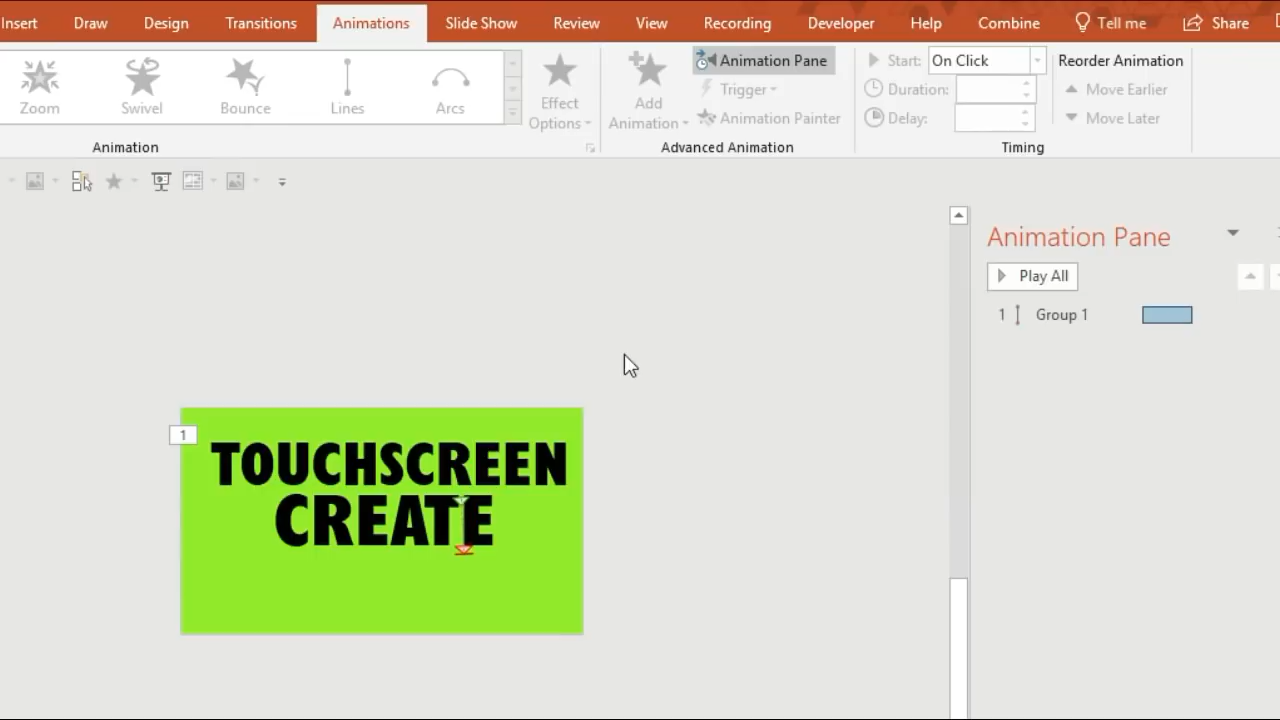 Insert Draw Design Transitions Animations Slide Show Review View Recording Developer Help Combine Tell me Share
Zoom Swivel Bounce Lines Arcs
Effect Options
Add Animation
Animation Pane
Trigger
Animation Painter
Start: On Click
Duration:
Delay:
Reorder Animation
Move Earlier
Move Later
Animation Advanced Animation Timing
Animation Pane
Play All
1 Group 1
1
TOUCHSCREEN
CREATE